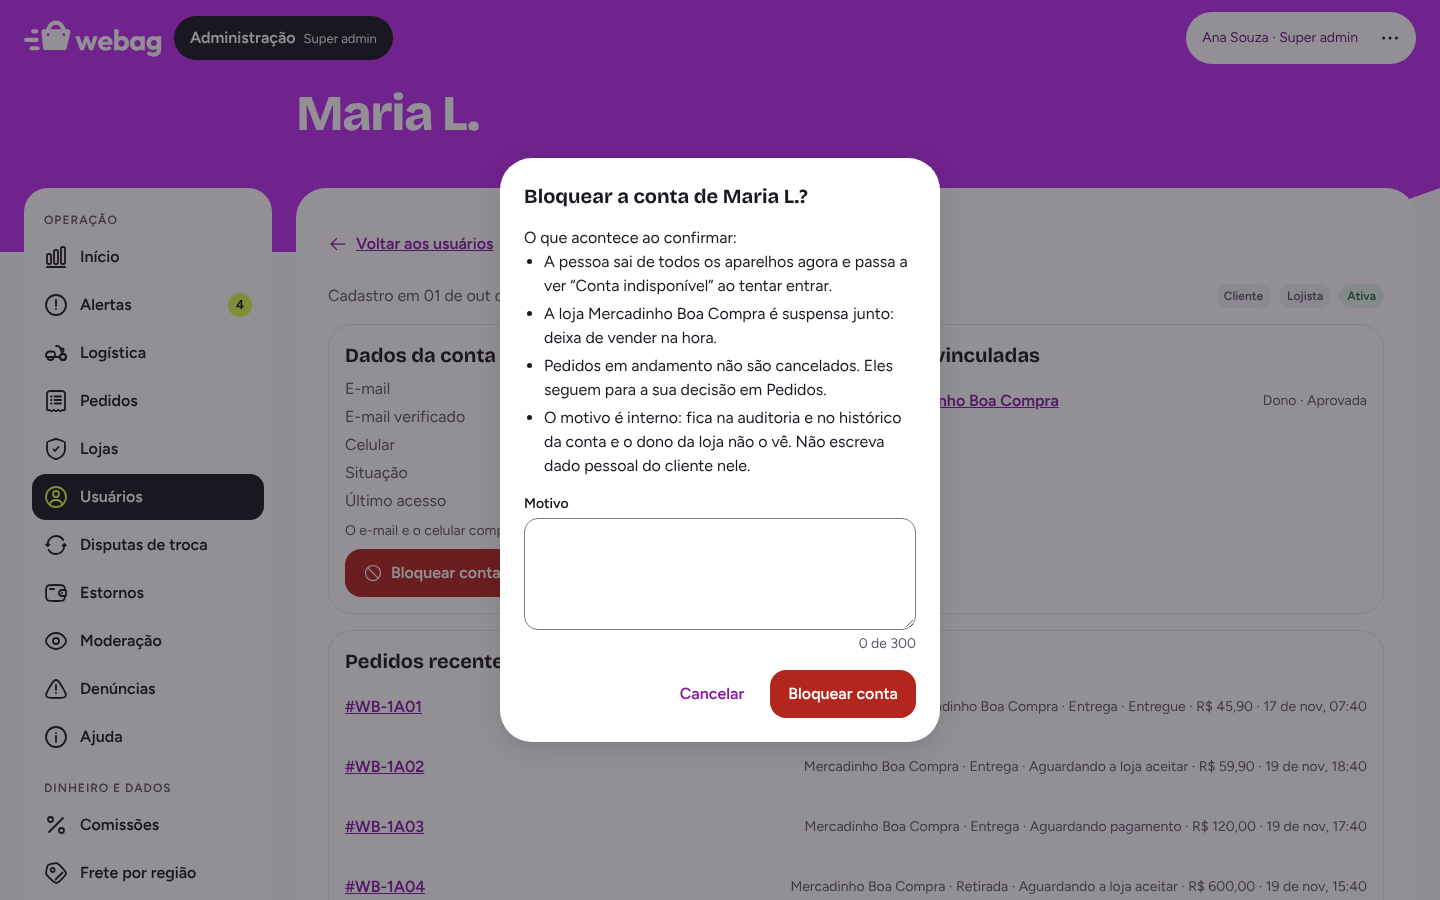 webag
Administração Super admin
Ana Souza · Super admin
Maria L.
OPERAÇÃO
Início
Alertas 4
Logística
Pedidos
Lojas
Usuários
Disputas de troca
Estornos
Moderação
Denúncias
Ajuda
DINHEIRO E DADOS
Comissões
Frete por região
Voltar aos usuários
Cadastro em 01 de out
Cliente Lojista Ativa
Dados da conta
E-mail
E-mail verificado
Celular
Situação
Último acesso
O e-mail e o celular
Bloquear conta
vinculadas
Boa Compra
Dono · Aprovada
Bloquear a conta de Maria L.?
O que acontece ao confirmar:
• A pessoa sai de todos os aparelhos agora e passa a
ver “Conta indisponível” ao tentar entrar.
• A loja Mercadinho Boa Compra é suspensa junto:
deixa de vender na hora.
• Pedidos em andamento não são cancelados. Eles
seguem para a sua decisão em Pedidos.
• O motivo é interno: fica na auditoria e no histórico
da conta e o dono da loja não o vê. Não escreva
dado pessoal do cliente nele.
Motivo
0 de 300
Cancelar
Bloquear conta
Pedidos recentes
#WB-1A01
Boa Compra · Entrega · Entregue · R$ 45,90 · 17 de nov, 07:40
#WB-1A02
Mercadinho Boa Compra · Entrega · Aguardando a loja aceitar · R$ 59,90 · 19 de nov, 18:40
#WB-1A03
Mercadinho Boa Compra · Entrega · Aguardando pagamento · R$ 120,00 · 19 de nov, 17:40
#WB-1A04
Mercadinho Boa Compra · Retirada · Aguardando a loja aceitar · R$ 600,00 · 19 de nov, 15:40